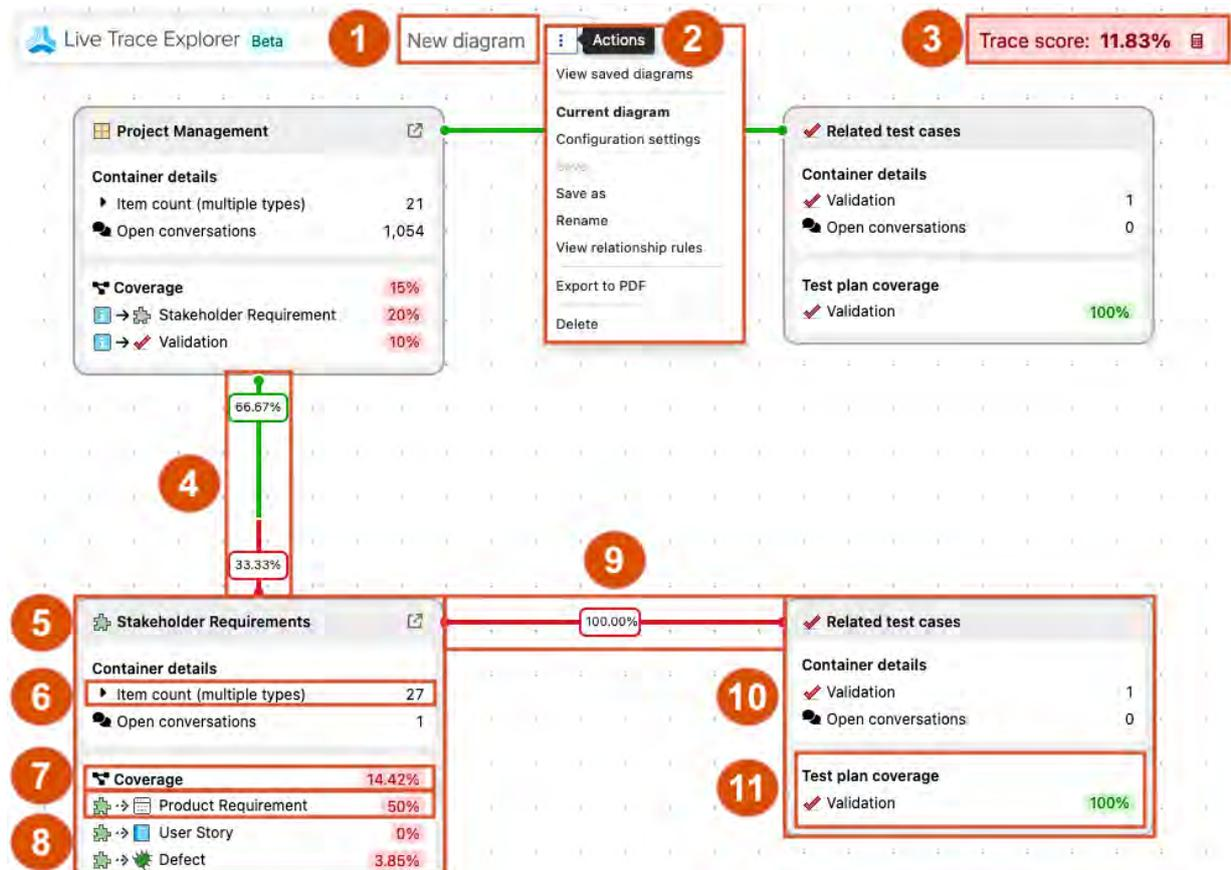 Live Trace Explorer Beta
1
New diagram
Actions
2
3
Trace score: 11.83%
View saved diagrams
Current diagram
Configuration settings
Save
Save as
Rename
View relationship rules
Export to PDF
Delete
Project Management
Container details
Item count (multiple types) 21
Open conversations 1,054
Coverage 15%
Stakeholder Requirement 20%
Validation 10%
Related test cases
Container details
Validation 1
Open conversations 0
Test plan coverage
Validation 100%
66.67%
4
33.33%
9
5
Stakeholder Requirements
100.00%
Container details
6
Item count (multiple types) 27
Open conversations 1
7
Coverage 14.42%
Product Requirement 50%
8
User Story 0%
Defect 3.85%
Related test cases
Container details
10
Validation 1
Open conversations 0
11
Test plan coverage
Validation 100%